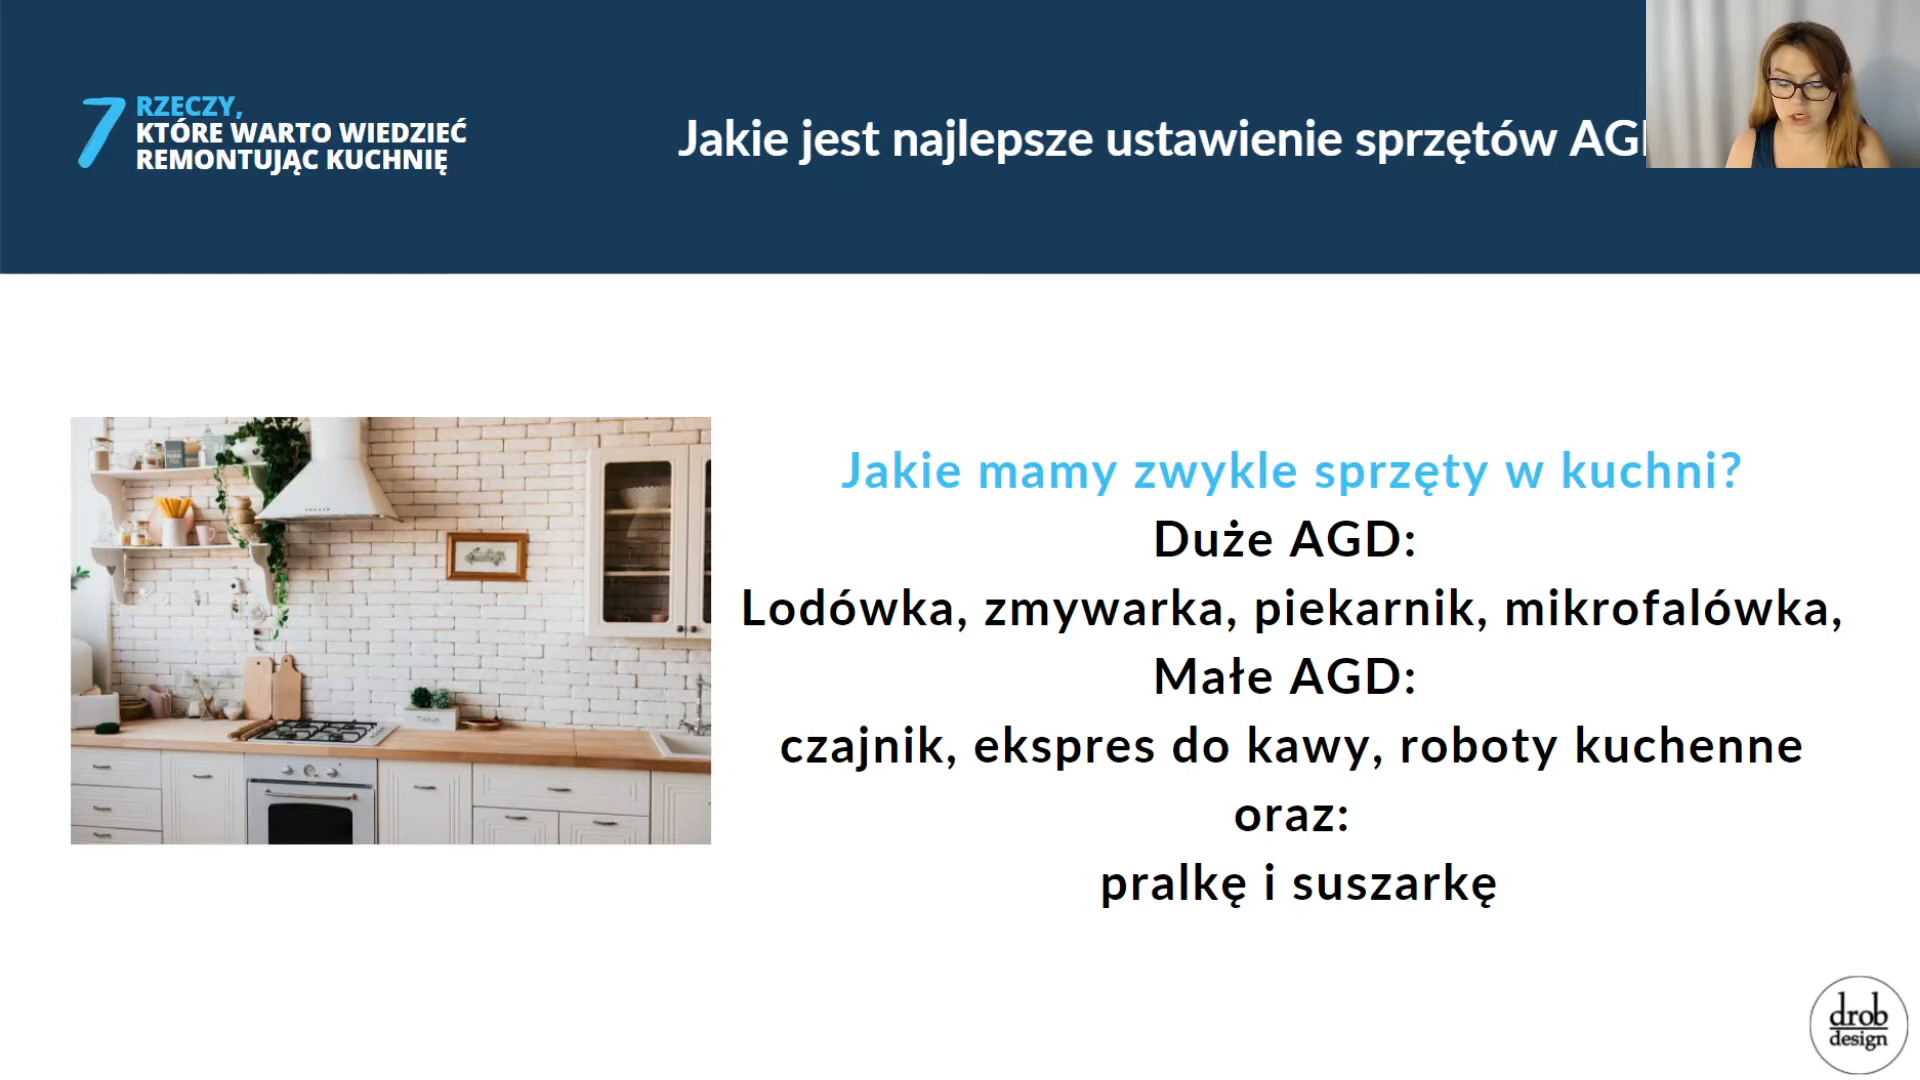 7 RZECZY,
KTÓRE WARTO WIEDZIEĆ
REMONTUJĄC KUCHNIĘ
Jakie jest najlepsze ustawienie sprzętów
Jakie mamy zwykle sprzęty w kuchni?
Duże AGD:
Lodówka, zmywarka, piekarnik, mikrofalówka,
Małe AGD:
czajnik, ekspres do kawy, roboty kuchenne
oraz:
pralkę i suszarkę
drob
design